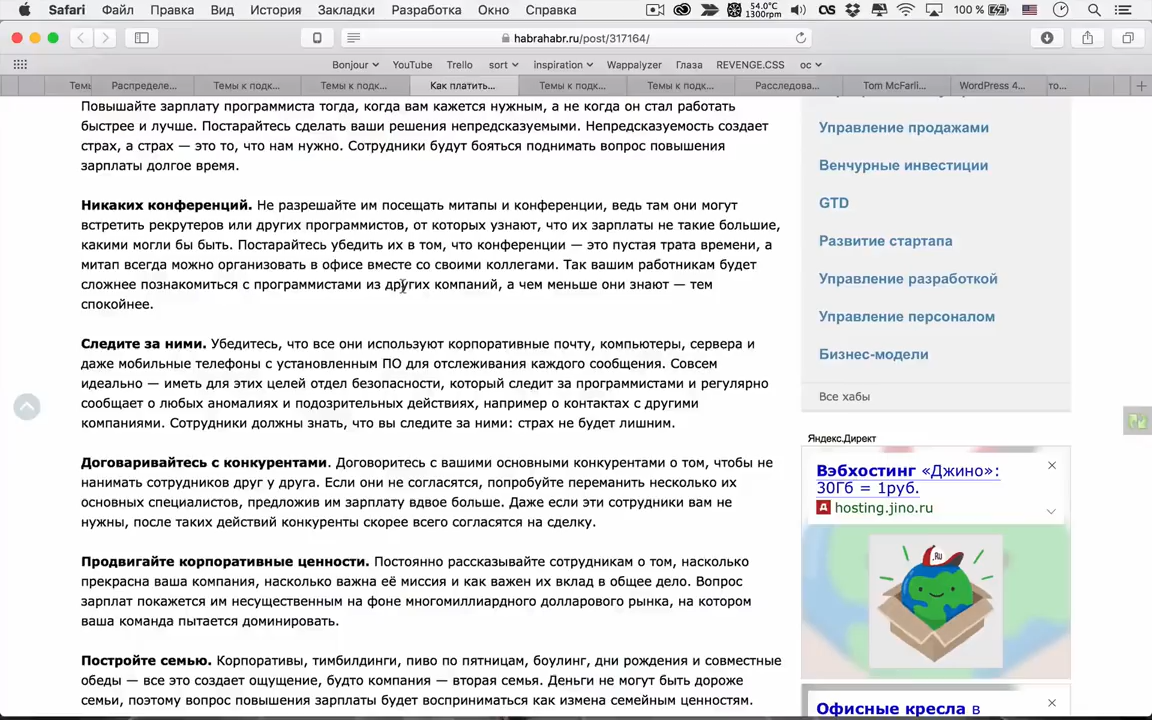 Safari Файл Правка Вид История Закладки Разработка Окно Справка
54.0°C
1300rpm
100 %
habrahabr.ru/post/317164/
Bonjour YouTube Trello sort inspiration Wappalyzer Глаза REVENGE.CSS ос
Темы Распределе... Темы к подк... Темы к подк... Как платить... Темы к подк... Темы к подк... Расследова... Tom McFarli... WordPress 4... то...
Повышайте зарплату программиста тогда, когда вам кажется нужным, а не когда он стал работать
быстрее и лучше. Постарайтесь сделать ваши решения непредсказуемыми. Непредсказуемость создает
страх, а страх — это то, что нам нужно. Сотрудники будут бояться поднимать вопрос повышения
зарплаты долгое время.
Никаких конференций. Не разрешайте им посещать митапы и конференции, ведь там они могут
встретить рекрутеров или других программистов, от которых узнают, что их зарплаты не такие большие,
какими могли бы быть. Постарайтесь убедить их в том, что конференции — это пустая трата времени, а
митап всегда можно организовать в офисе вместе со своими коллегами. Так вашим работникам будет
сложнее познакомиться с программистами из других компаний, а чем меньше они знают — тем
спокойнее.
Следите за ними. Убедитесь, что все они используют корпоративные почту, компьютеры, сервера и
даже мобильные телефоны с установленным ПО для отслеживания каждого сообщения. Совсем
идеально — иметь для этих целей отдел безопасности, который следит за программистами и регулярно
сообщает о любых аномалиях и подозрительных действиях, например о контактах с другими
компаниями. Сотрудники должны знать, что вы следите за ними: страх не будет лишним.
Договаривайтесь с конкурентами. Договоритесь с вашими основными конкурентами о том, чтобы не
нанимать сотрудников друг у друга. Если они не согласятся, попробуйте переманить несколько их
основных специалистов, предложив им зарплату вдвое больше. Даже если эти сотрудники вам не
нужны, после таких действий конкуренты скорее всего согласятся на сделку.
Продвигайте корпоративные ценности. Постоянно рассказывайте сотрудникам о том, насколько
прекрасна ваша компания, насколько важна её миссия и как важен их вклад в общее дело. Вопрос
зарплат покажется им несущественным на фоне многомиллиардного долларового рынка, на котором
ваша команда пытается доминировать.
Постройте семью. Корпоративы, тимбилдинги, пиво по пятницам, боулинг, дни рождения и совместные
обеды — все это создает ощущение, будто компания — вторая семья. Деньги не могут быть дороже
семьи, поэтому вопрос повышения зарплаты будет восприниматься как измена семейным ценностям.
Управление продажами
Венчурные инвестиции
GTD
Развитие стартапа
Управление разработкой
Управление персоналом
Бизнес-модели
Все хабы
Яндекс.Директ
Вэбхостинг «Джино»:
30Гб = 1руб.
hosting.jino.ru
.RU
Офисные кресла в